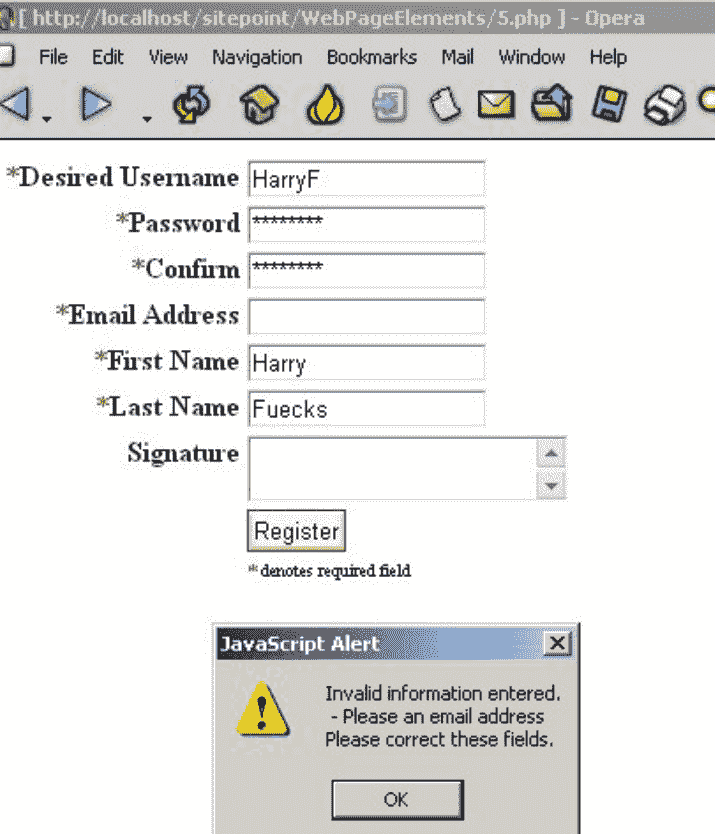 [ http://localhost/sitepoint/WebPageElements/5.php ] - Opera
File Edit View Navigation Bookmarks Mail Window Help
*Desired Username HarryF
*Password ********
*Confirm ********
*Email Address
*First Name Harry
*Last Name Fuecks
Signature
Register
* denotes required field
JavaScript Alert
Invalid information entered.
- Please an email address
Please correct these fields.
OK